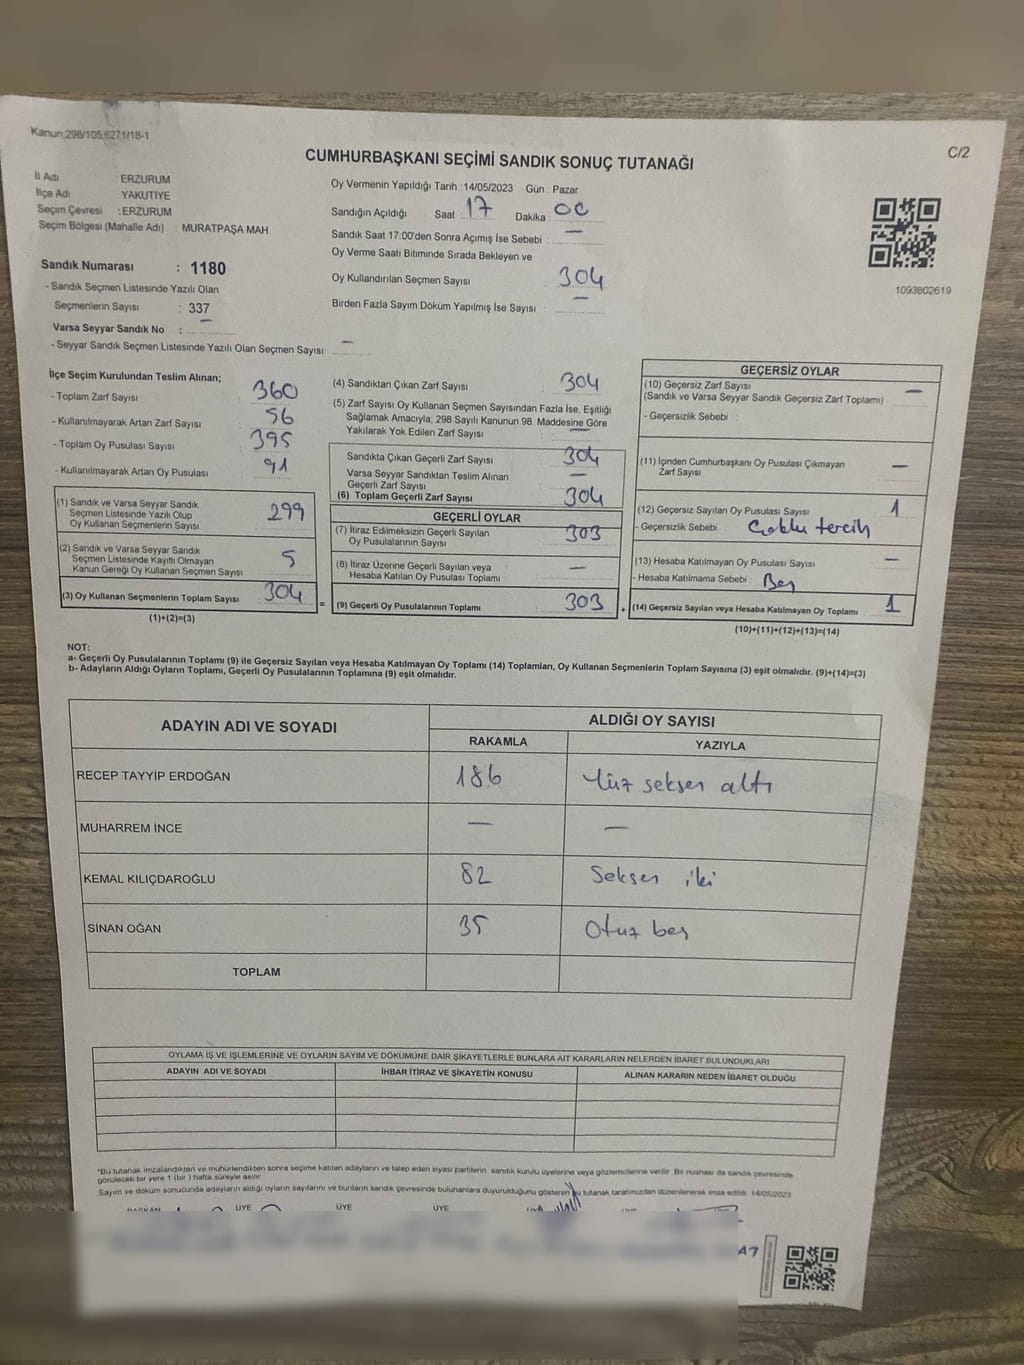 Kanun:298/105,6271/18-1
C/2
CUMHURBAŞKANI SEÇİMİ SANDIK SONUÇ TUTANAĞI
İl Adı : ERZURUM
İlçe Adı YAKUTİYE
Seçim Çevresi : ERZURUM
Seçim Bölgesi (Mahalle Adı) : MURATPAŞA MAH.
Sandık Numarası : 1180
- Sandık Seçmen Listesinde Yazılı Olan
Seçmenlerin Sayısı : 337
Varsa Seyyar Sandık No : —
- Seyyar Sandık Seçmen Listesinde Yazılı Olan Seçmen Sayısı: —
Oy Vermenin Yapıldığı Tarih :14/05/2023 Gün : Pazar
Sandığın Açıldığı Saat 17 Dakika : 00
Sandık Saat 17:00'den Sonra Açımış İse Sebebi : —
Oy Verme Saati Bitiminde Sırada Bekleyen ve
Oy Kullandırılan Seçmen Sayısı 304
Birden Fazla Sayım Döküm Yapılmış İse Sayısı : —
1093802619
İlçe Seçim Kurulundan Teslim Alınan;
- Toplam Zarf Sayısı 360
- Kullanılmayarak Artan Zarf Sayısı 56
- Toplam Oy Pusulası Sayısı 395
- Kullanılmayarak Artan Oy Pusulası 91
(1) Sandık ve Varsa Seyyar Sandık
Seçmen Listesinde Yazılı Olup
Oy Kullanan Seçmenlerin Sayısı 299
(2) Sandık ve Varsa Seyyar Sandık
Seçmen Listesinde Kayıtlı Olmayan
Kanun Gereği Oy Kullanan Seçmen Sayısı 5
(3) Oy Kullanan Seçmenlerin Toplam Sayısı 304
(1)+(2)=(3)
=
(4) Sandıktan Çıkan Zarf Sayısı 304
(5) Zarf Sayısı Oy Kullanan Seçmen Sayısından Fazla İse, Eşitliği
Sağlamak Amacıyla; 298 Sayılı Kanunun 98. Maddesine Göre
Yakılarak Yok Edilen Zarf Sayısı —
Sandıkta Çıkan Geçerli Zarf Sayısı 304
Varsa Seyyar Sandıktan Teslim Alınan
Geçerli Zarf Sayısı —
(6) Toplam Geçerli Zarf Sayısı 304
GEÇERLİ OYLAR
(7) İtiraz Edilmeksizin Geçerli Sayılan
Oy Pusulalarının Sayısı 303
(8) İtiraz Üzerine Geçerli Sayılan veya
Hesaba Katılan Oy Pusulası Toplamı —
(9) Geçerli Oy Pusulalarının Toplamı 303
+
GEÇERSİZ OYLAR
(10) Geçersiz Zarf Sayısı
(Sandık ve Varsa Seyyar Sandık Geçersiz Zarf Toplamı) —
- Geçersizlik Sebebi :
(11) İçinden Cumhurbaşkanı Oy Pusulası Çıkmayan
Zarf Sayısı —
(12) Geçersiz Sayılan Oy Pusulası Sayısı 1
- Geçersizlik Sebebi : Çoklu tercih
(13) Hesaba Katılmayan Oy Pusulası Sayısı —
- Hesaba Katılmama Sebebi : Beş
(14) Geçersiz Sayılan veya Hesaba Katılmayan Oy Toplamı 1
(10)+(11)+(12)+(13)=(14)
NOT:
a- Geçerli Oy Pusulalarının Toplamı (9) ile Geçersiz Sayılan veya Hesaba Katılmayan Oy Toplamı (14) Toplamları, Oy Kullanan Seçmenlerin Toplam Sayısına (3) eşit olmalıdır. (9)+(14)=(3)
b- Adayların Aldığı Oyların Toplamı, Geçerli Oy Pusulalarının Toplamına (9) eşit olmalıdır.
ADAYIN ADI VE SOYADI ALDIĞI OY SAYISI
RAKAMLA YAZIYLA
RECEP TAYYİP ERDOĞAN 186 Yüz seksen altı
MUHARREM İNCE — —
KEMAL KILIÇDAROĞLU 82 Seksen iki
SİNAN OĞAN 35 Otuz beş
TOPLAM
OYLAMA İŞ VE İŞLEMLERİNE VE OYLARIN SAYIM VE DÖKÜMÜNE DAİR ŞİKAYETLERLE BUNLARA AİT KARARLARIN NELERDEN İBARET BULUNDUKLARI
ADAYIN ADI VE SOYADI İHBAR İTİRAZ VE ŞİKAYETİN KONUSU ALINAN KARARIN NEDEN İBARET OLDUĞU
*Bu tutanak imzalandıktan ve mühürlendikten sonra seçime katılan adayların ve talep eden siyasi partilerin sandık kurulu üyelerine veya gözlemcilerine verilir. Bir nüshası da sandık çevresinde
görülecek bir yere 1 (bir) hafta süreyle asılır.
Sayım ve döküm sonucunda adayların aldığı oyların sayılarını ve bunların sandık çevresinde bulunanlara duyurulduğunu gösteren bu tutanak tarafımızdan düzenlenerek imza edildi. 14/05/2023
BAŞKAN ÜYE ÜYE ÜYE
A7